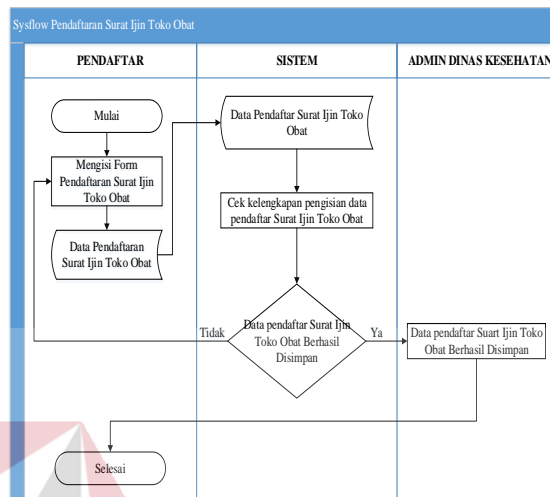 Sysflow Pendaftaran Surat Ijin Toko Obat
PENDAFTAR
SISTEM
ADMIN DINAS KESEHATAN
Mulai
Mengisi Form
Pendaftaran Surat Ijin
Toko Obat
Data Pendaftaran
Surat Ijin Toko Obat
Data Pendaftar Surat Ijin Toko
Obat
Cek kelengkapan pengisian data
pendaftar Surat Ijin Toko Obat
Data pendaftar Surat Ijin
Toko Obat Berhasil
Disimpan
Tidak
Ya
Data pendaftar Suart Ijin Toko
Obat Berhasil Disimpan
Selesai